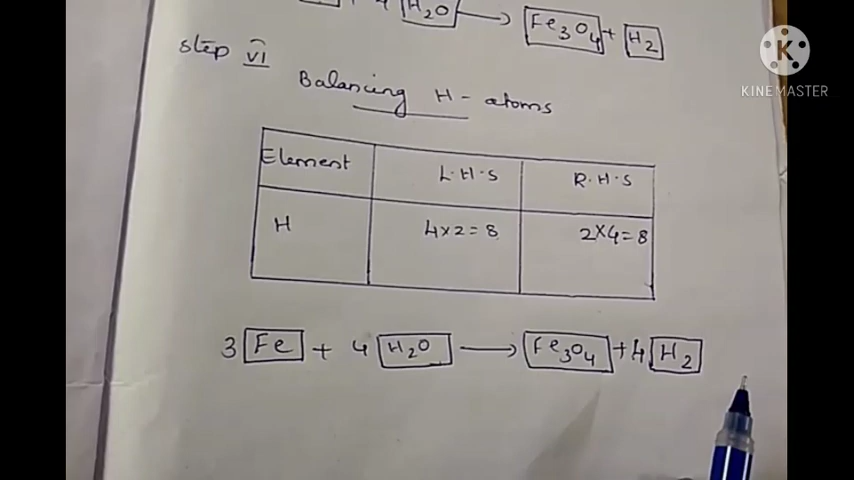 + 4 H₂O → Fe₃O₄ + H₂
step vi
Balancing H - atoms
Element L.H.S R.H.S
H 4×2=8 2×4=8
3 Fe + 4 H₂O → Fe₃O₄ + 4 H₂
K
KINEMASTER